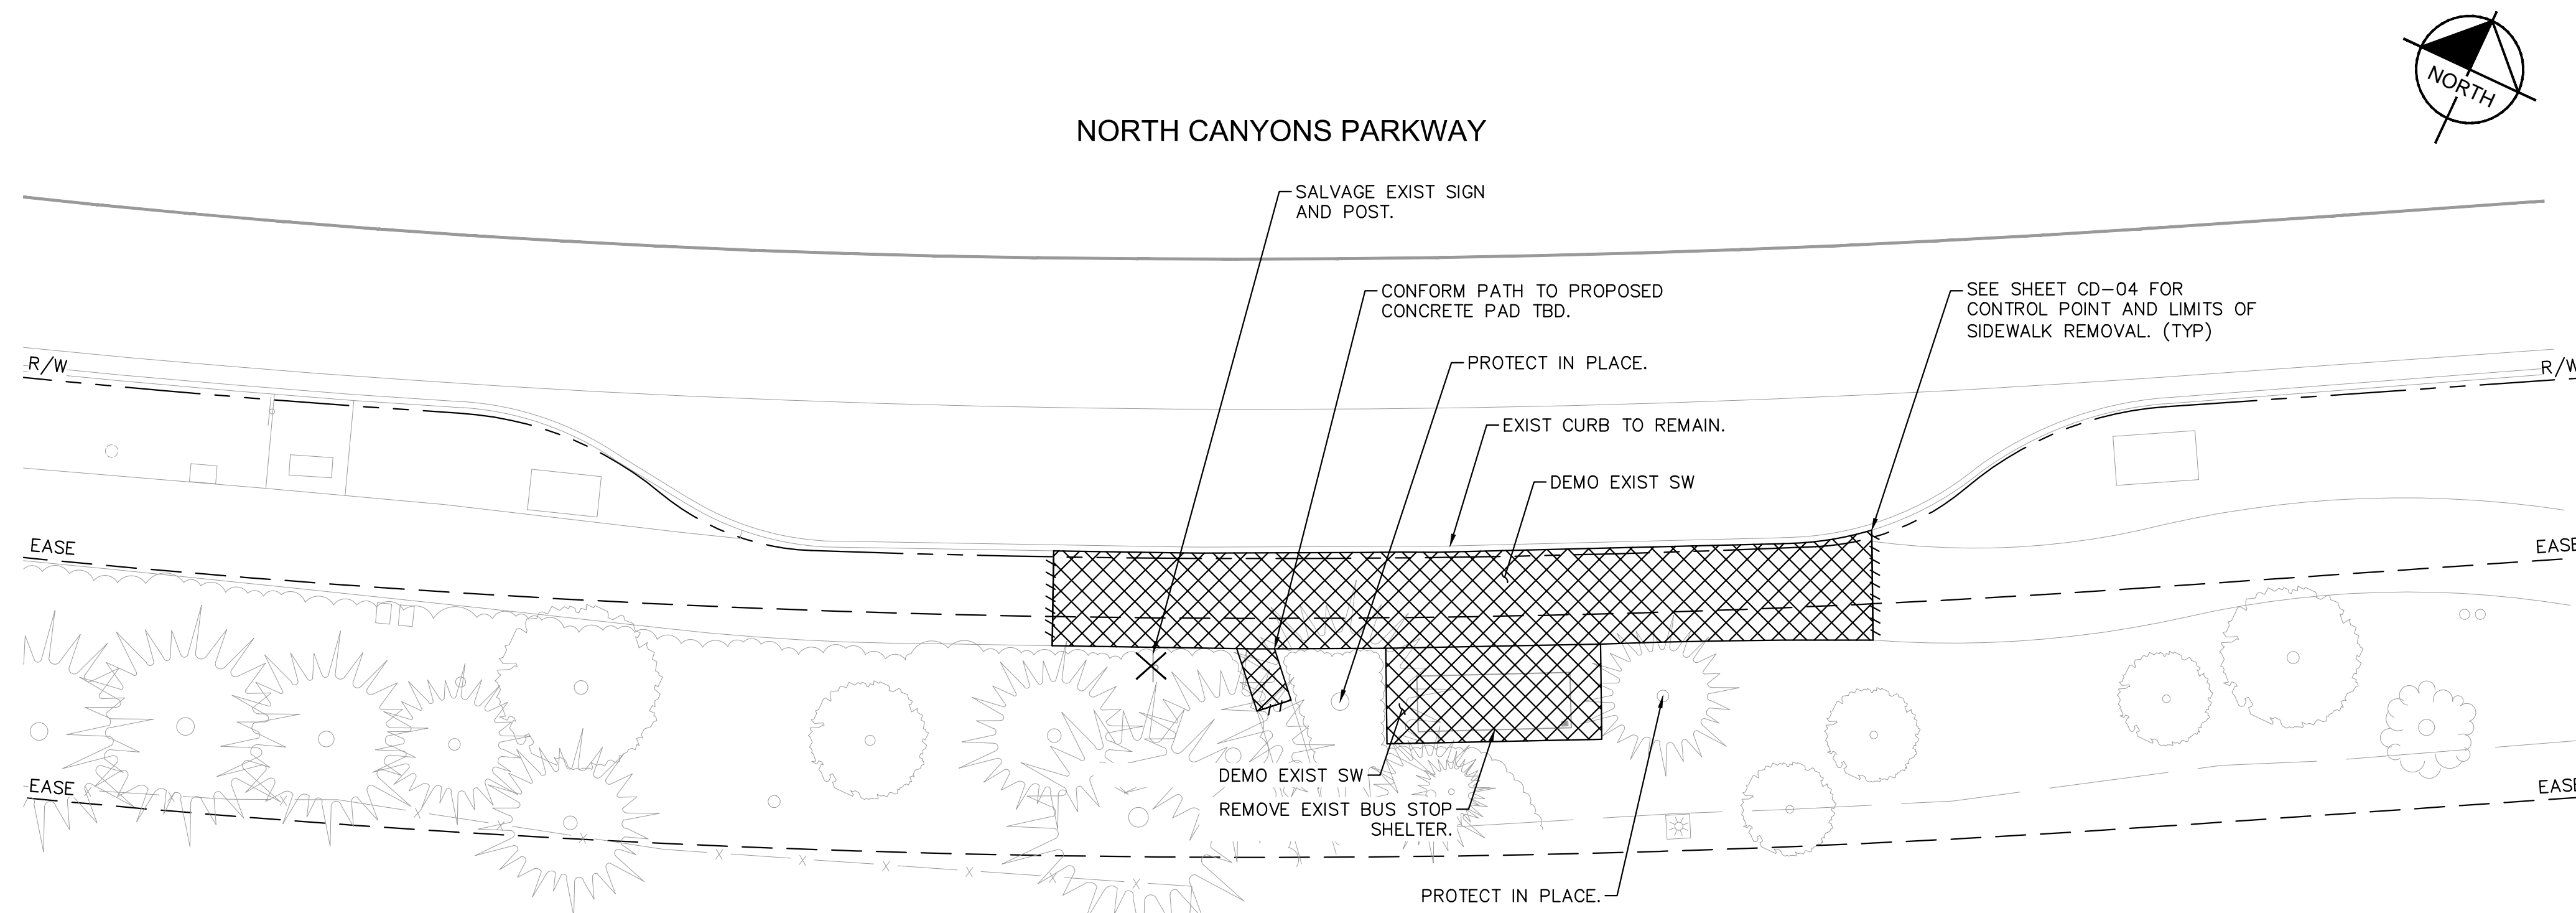 NORTH
NORTH CANYONS PARKWAY
SALVAGE EXIST SIGN
AND POST.
CONFORM PATH TO PROPOSED
CONCRETE PAD TBD.
SEE SHEET CD-04 FOR
CONTROL POINT AND LIMITS OF
SIDEWALK REMOVAL. (TYP)
PROTECT IN PLACE.
R/W
R/W
EXIST CURB TO REMAIN.
DEMO EXIST SW
EASE
EASE
DEMO EXIST SW
EASE
EASE
REMOVE EXIST BUS STOP
SHELTER.
PROTECT IN PLACE.